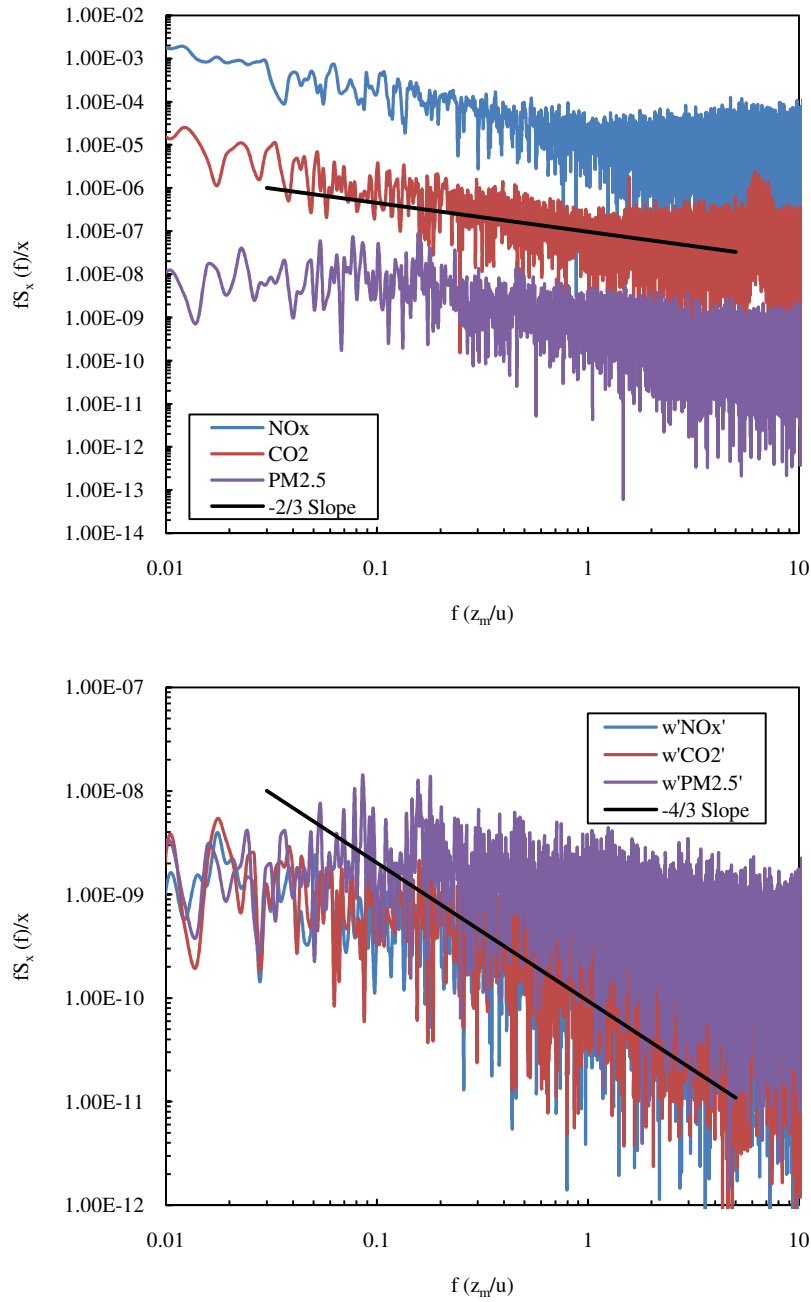 1.00E-02
1.00E-03
1.00E-04
1.00E-05
1.00E-06
1.00E-07
1.00E-08
1.00E-09
1.00E-10
1.00E-11
1.00E-12
1.00E-13
1.00E-14
fSx (f)/x
NOx
CO2
PM2.5
-2/3 Slope
0.01 0.1 1 10
f (zm/u)
1.00E-07
1.00E-08
1.00E-09
1.00E-10
1.00E-11
1.00E-12
fSx (f)/x
w'NOx'
w'CO2'
w'PM2.5'
-4/3 Slope
0.01 0.1 1 10
f (zm/u)